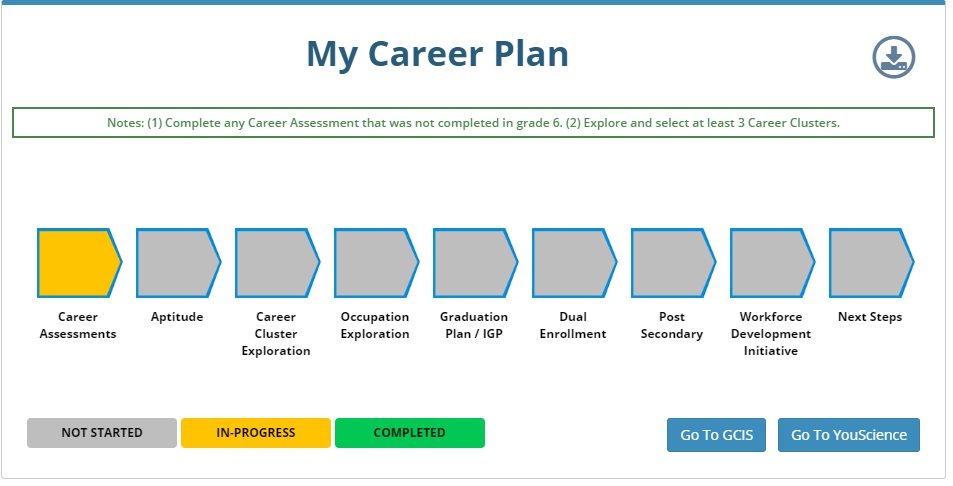 My Career Plan
Notes: (1) Complete any Career Assessment that was not completed in grade 6. (2) Explore and select at least 3 Career Clusters.
Career
Assessments
Aptitude
Career
Cluster
Exploration
Occupation
Exploration
Graduation
Plan / IGP
Dual
Enrollment
Post
Secondary
Workforce
Development
Initiative
Next Steps
NOT STARTED
IN-PROGRESS
COMPLETED
Go To GCIS
Go To YouScience